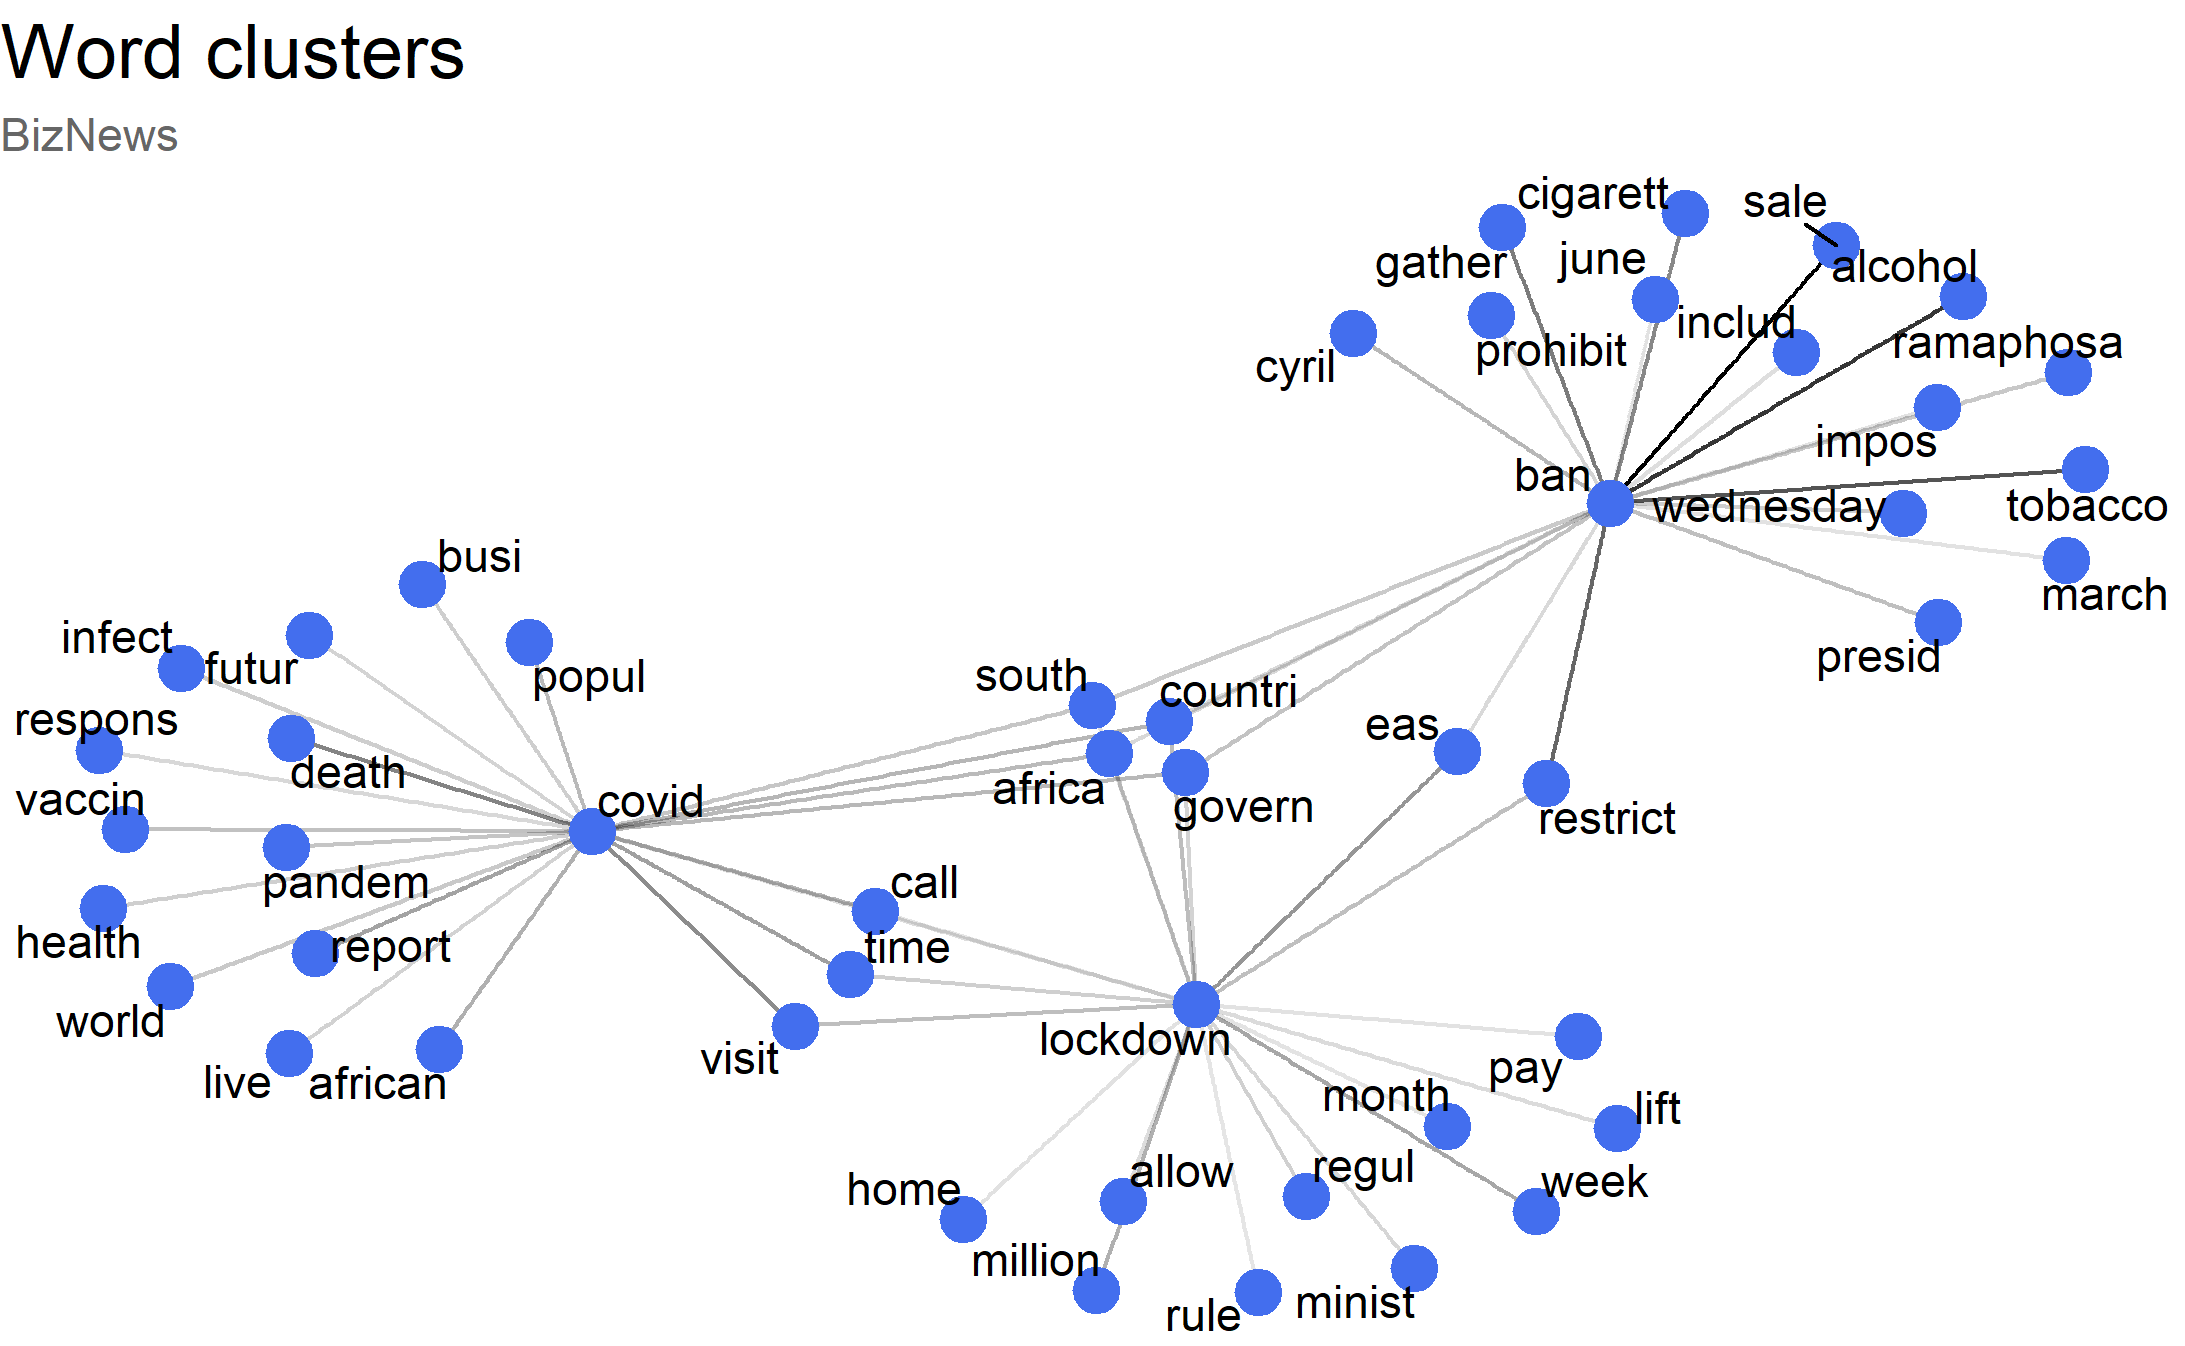 Word clusters
BizNews
cigarett
sale
gather
june
alcohol
includ
ramaphosa
cyril
prohibit
impos
ban
wednesday
tobacco
march
presid
busi
infect
futur
popul
respons
death
vaccin
covid
pandem
health
report
world
live
african
south
countri
africa
govern
eas
restrict
call
time
visit
lockdown
pay
month
lift
home
allow
regul
week
million
rule
minist